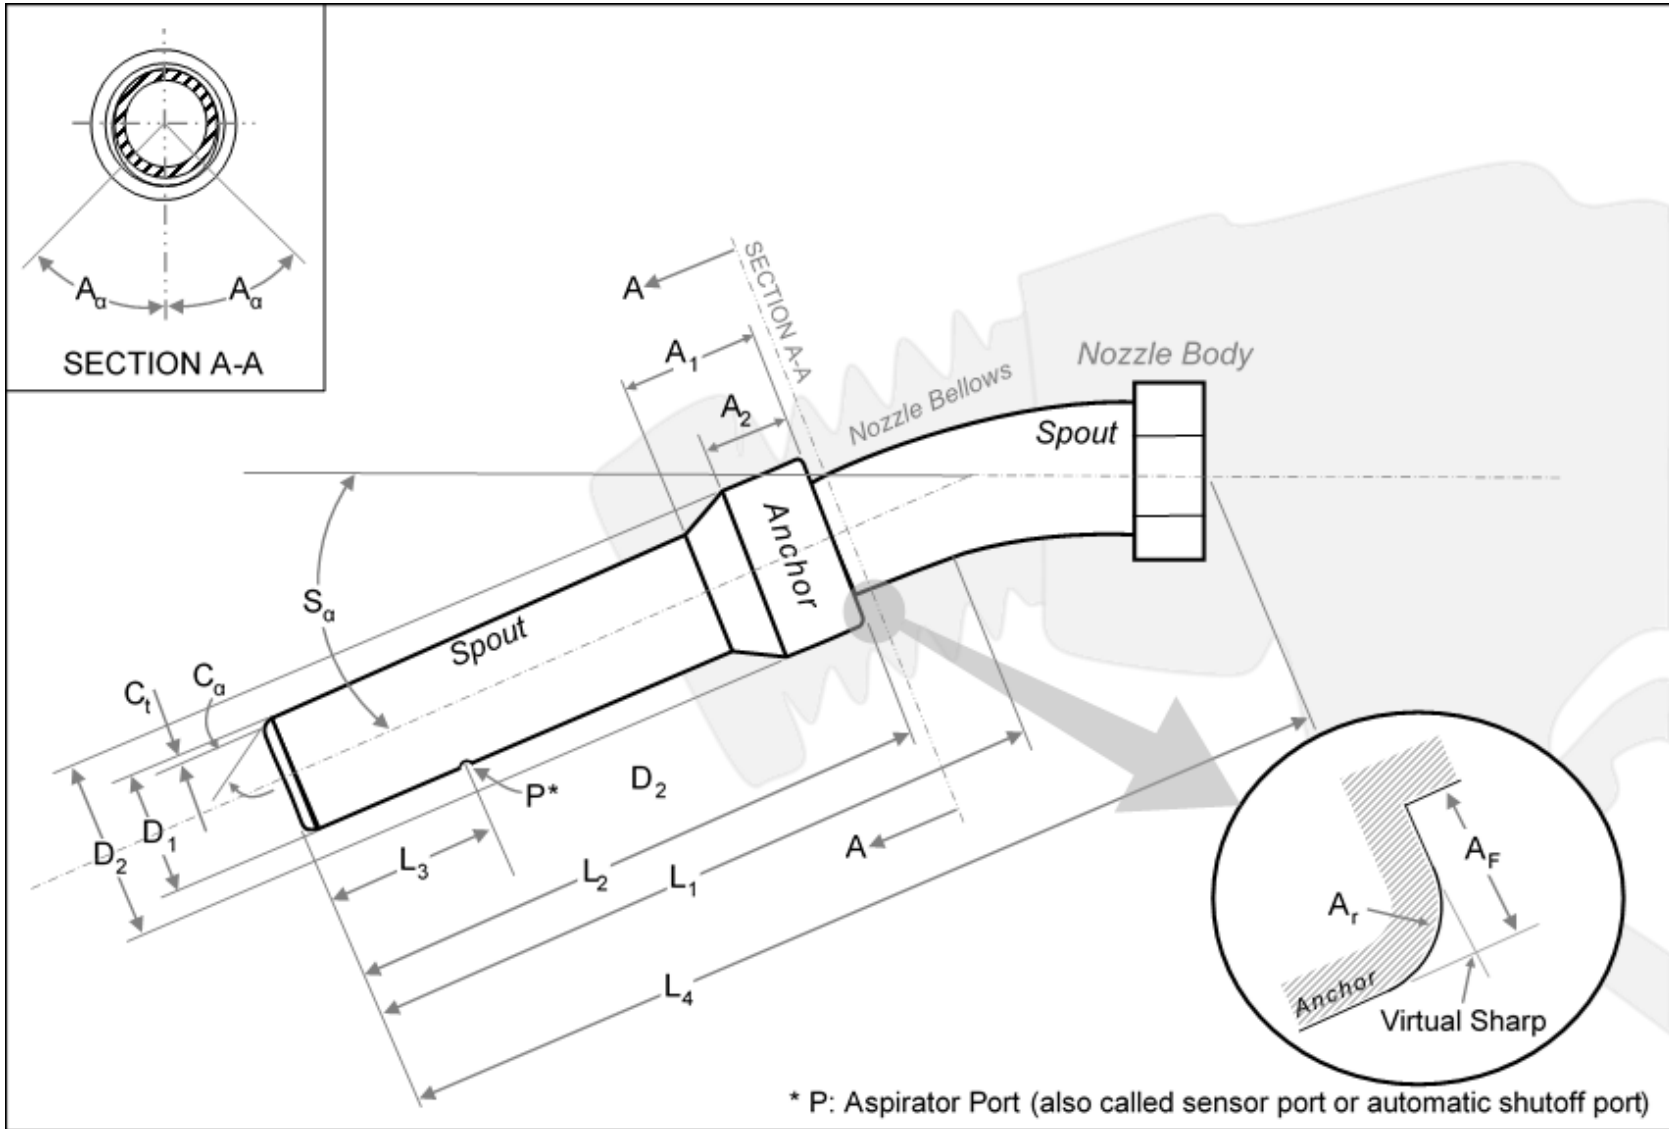 Aα
Aα
SECTION A-A
A
SECTION A-A
A1
A2
Nozzle Bellows
Nozzle Body
Spout
Anchor
Sα
Spout
Cα
Ct
P*
D2
D1
D2
L3
L2
L1
A
L4
AF
Ar
Anchor
Virtual Sharp
* P: Aspirator Port (also called sensor port or automatic shutoff port)